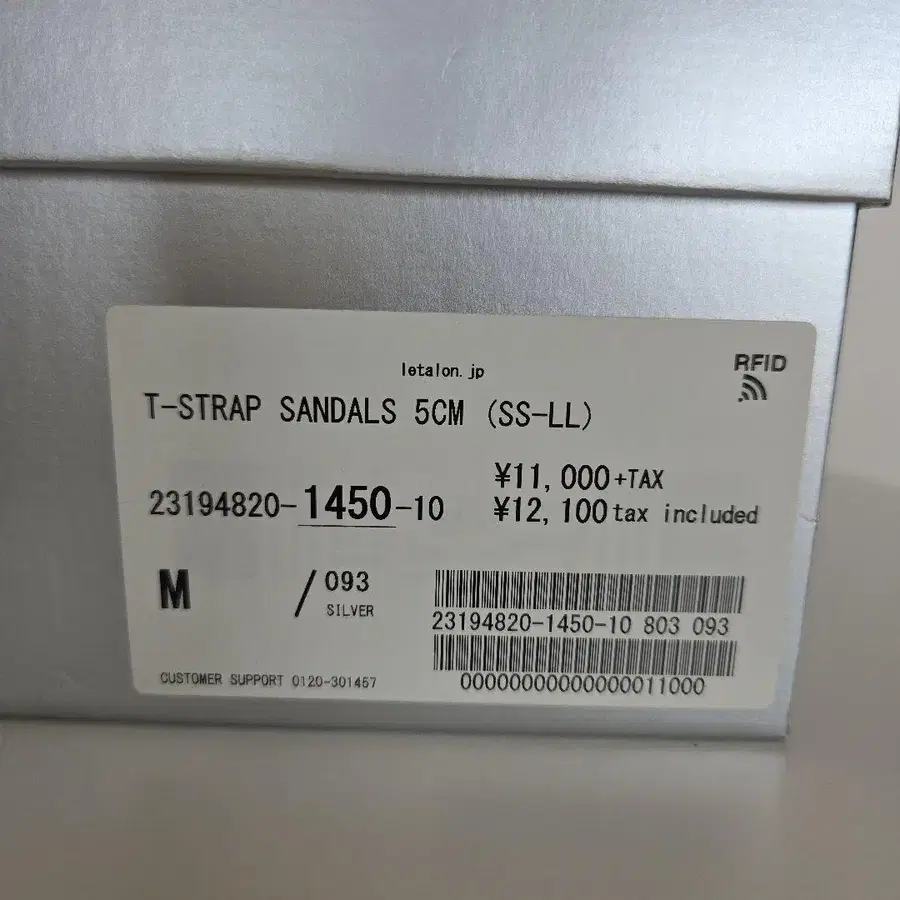 letalon.jp
RFID
T-STRAP SANDALS 5CM (SS-LL)
¥11,000+TAX
23194820-1450-10
¥12,100tax included
M / 093
SILVER
23194820-1450-10 803 093
CUSTOMER SUPPORT 0120-301457
00000000000000011000